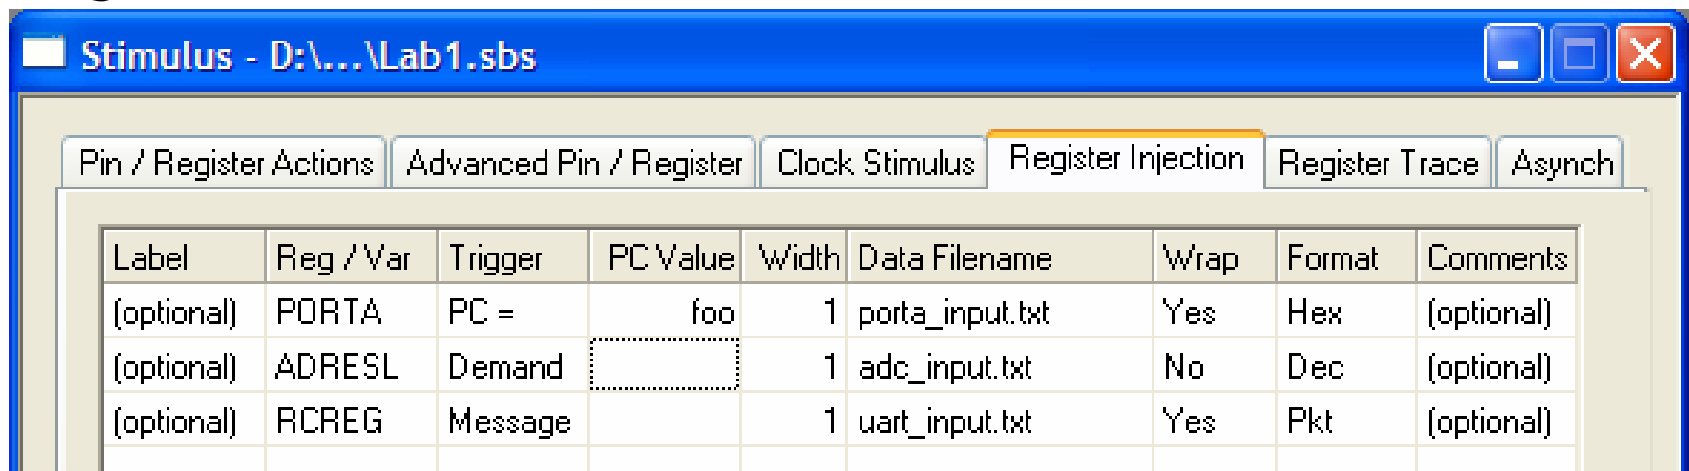 Stimulus - D:\...\Lab1.sbs
Pin / Register Actions Advanced Pin / Register Clock Stimulus Register Injection Register Trace Asynch
Label Reg / Var Trigger PC Value Width Data Filename Wrap Format Comments
(optional) PORTA PC = foo 1 porta_input.txt Yes Hex (optional)
(optional) ADRESL Demand 1 adc_input.txt No Dec (optional)
(optional) RCREG Message 1 uart_input.txt Yes Pkt (optional)